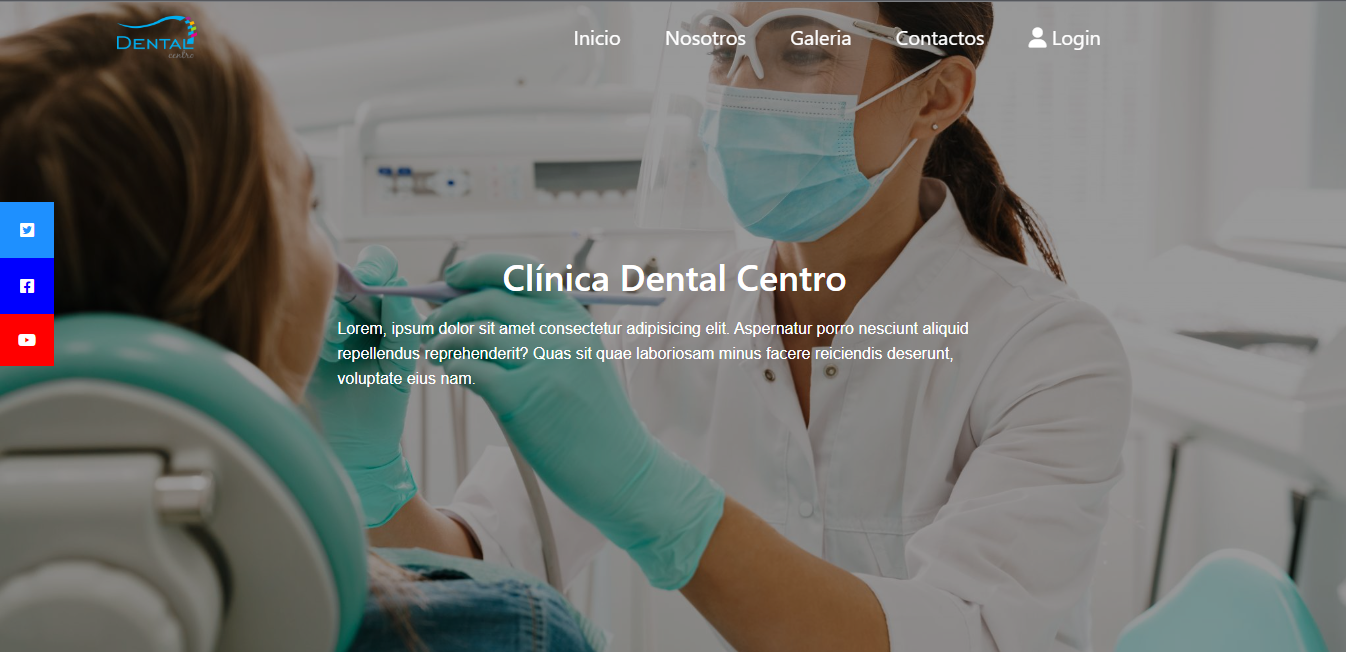 DENTAL
centro
Inicio
Nosotros
Galeria
Contactos
Login
Clínica Dental Centro
Lorem, ipsum dolor sit amet consectetur adipisicing elit. Aspernatur porro nesciunt aliquid
repellendus reprehenderit? Quas sit quae laboriosam minus facere reiciendis deserunt,
voluptate eius nam.